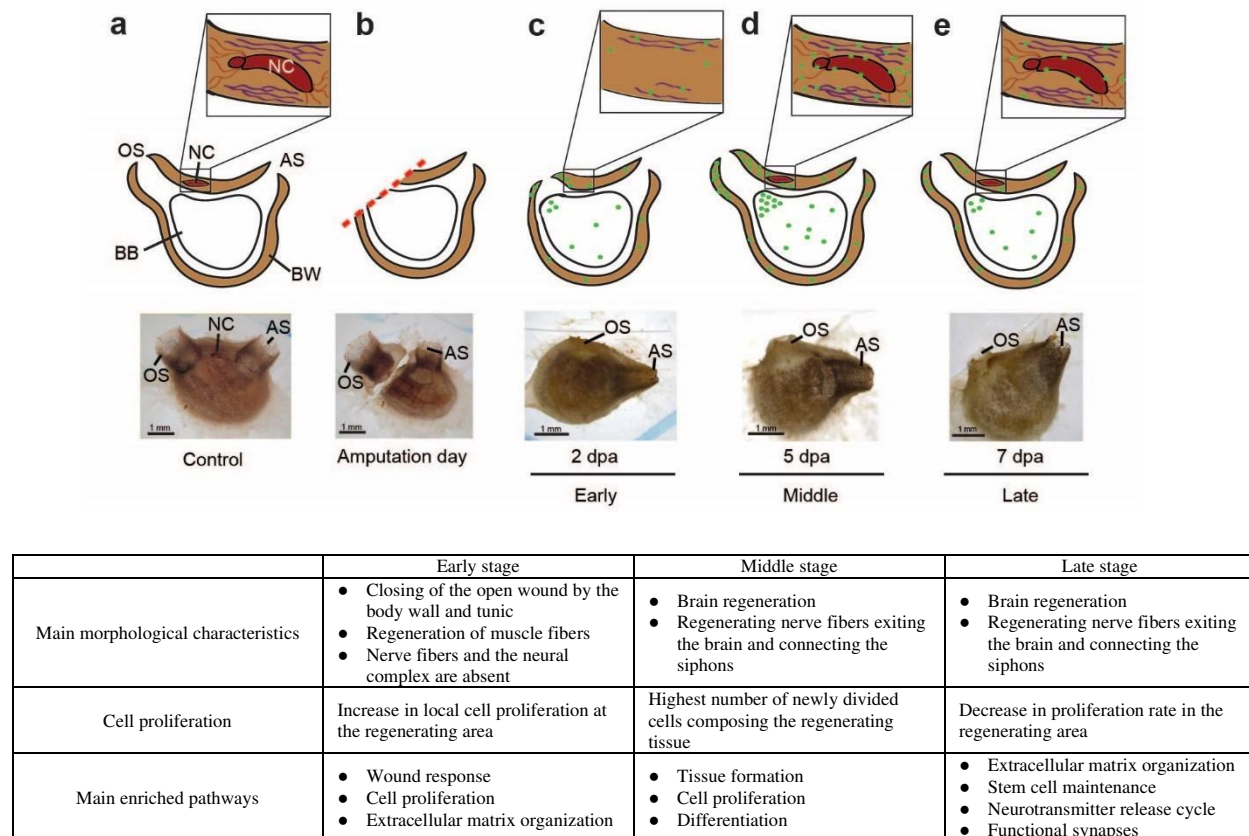 a
b
c
d
e
NC
OS
NC
AS
BB
BW
NC
AS
OS
1 mm
AS
OS
1 mm
OS
AS
1 mm
OS
AS
1 mm
OS
AS
1 mm
Control
Amputation day
2 dpa
5 dpa
7 dpa
Early
Middle
Late
Early stage
Middle stage
Late stage
Main morphological characteristics
● Closing of the open wound by the
body wall and tunic
● Regeneration of muscle fibers
● Nerve fibers and the neural
complex are absent
● Brain regeneration
● Regenerating nerve fibers exiting
the brain and connecting the
siphons
● Brain regeneration
● Regenerating nerve fibers exiting
the brain and connecting the
siphons
Cell proliferation
Increase in local cell proliferation at
the regenerating area
Highest number of newly divided
cells composing the regenerating
tissue
Decrease in proliferation rate in the
regenerating area
Main enriched pathways
● Wound response
● Cell proliferation
● Extracellular matrix organization
● Tissue formation
● Cell proliferation
● Differentiation
● Extracellular matrix organization
● Stem cell maintenance
● Neurotransmitter release cycle
● Functional synapses